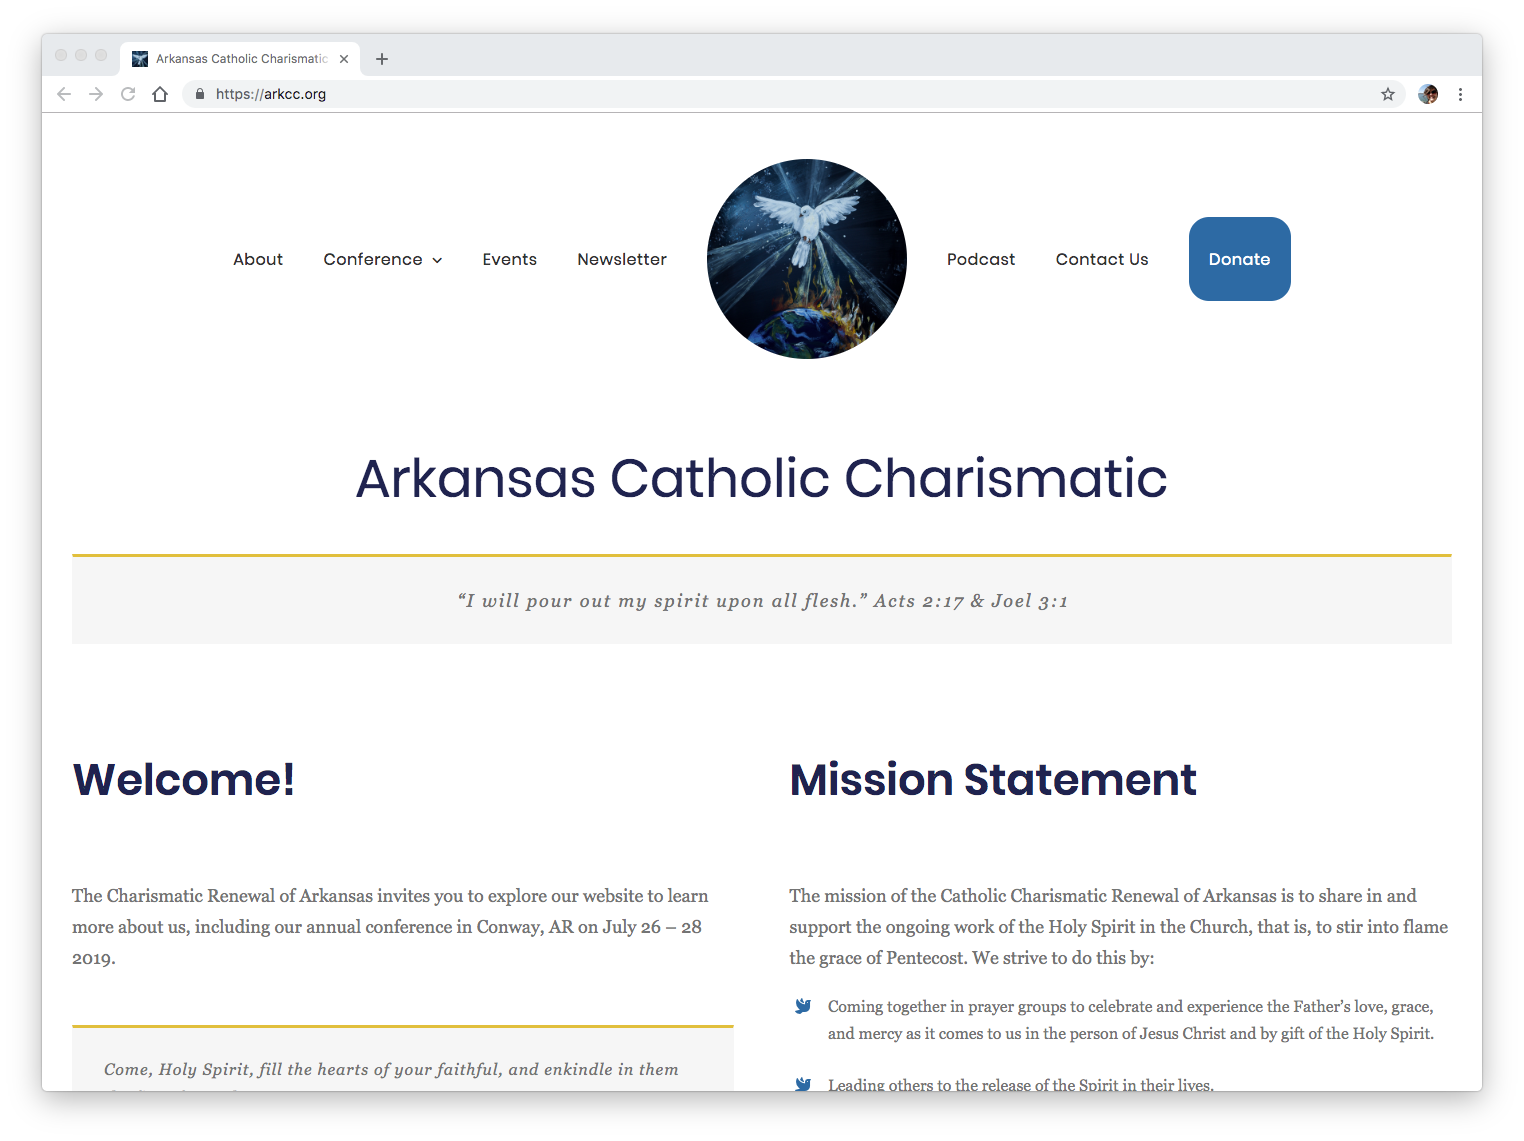 Arkansas Catholic Charismatic
https://arkcc.org
About Conference Events Newsletter Podcast Contact Us Donate
Arkansas Catholic Charismatic
“I will pour out my spirit upon all flesh.” Acts 2:17 & Joel 3:1
Welcome!
The Charismatic Renewal of Arkansas invites you to explore our website to learn
more about us, including our annual conference in Conway, AR on July 26 – 28
2019.
Come, Holy Spirit, fill the hearts of your faithful, and enkindle in them
Mission Statement
The mission of the Catholic Charismatic Renewal of Arkansas is to share in and
support the ongoing work of the Holy Spirit in the Church, that is, to stir into flame
the grace of Pentecost. We strive to do this by:
Coming together in prayer groups to celebrate and experience the Father’s love, grace,
and mercy as it comes to us in the person of Jesus Christ and by gift of the Holy Spirit.
Leading others to the release of the Spirit in their lives.